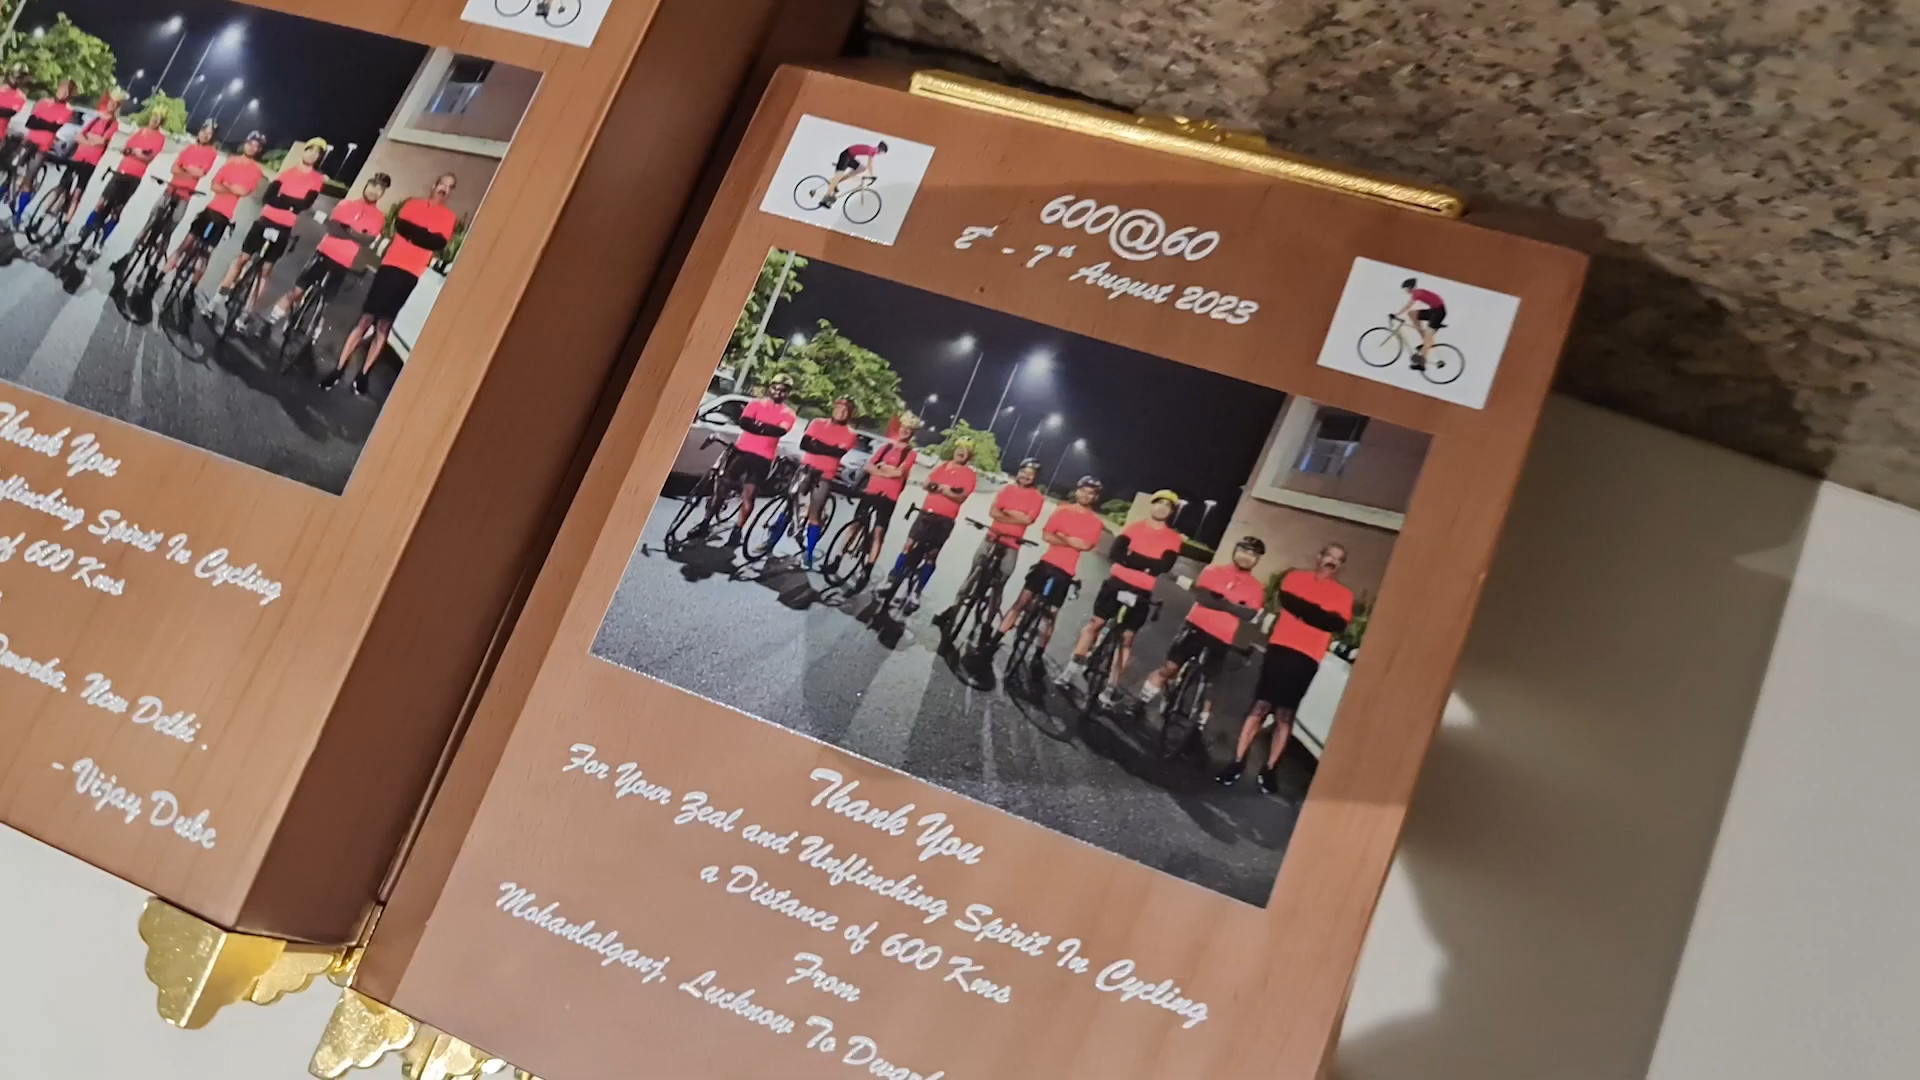 Thank You
Unflinching Spirit In Cycling
of 600 Kms
Dwarka, New Delhi.
- Vijay Dube
600@60
- 7th August 2023
Thank You
For Your Zeal and Unflinching Spirit In Cycling
a Distance of 600 Kms
From
Mohanlalganj, Lucknow To